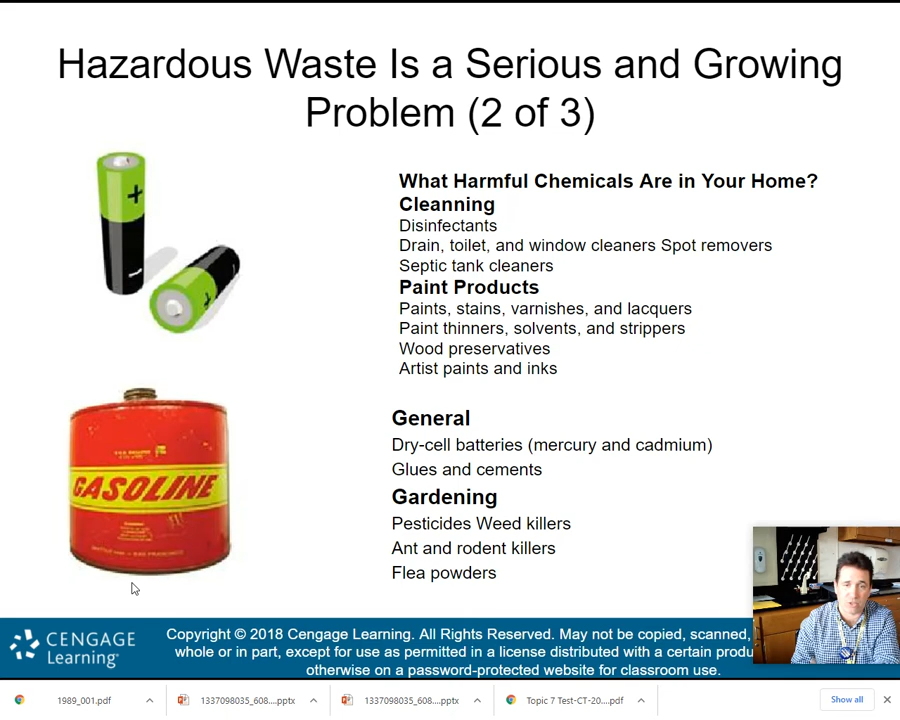 Hazardous Waste Is a Serious and Growing
Problem (2 of 3)
What Harmful Chemicals Are in Your Home?
Cleanning
Disinfectants
Drain, toilet, and window cleaners Spot removers
Septic tank cleaners
Paint Products
Paints, stains, varnishes, and lacquers
Paint thinners, solvents, and strippers
Wood preservatives
Artist paints and inks
GASOLINE
General
Dry-cell batteries (mercury and cadmium)
Glues and cements
Gardening
Pesticides Weed killers
Ant and rodent killers
Flea powders
CENGAGE
Learning®
Copyright © 2018 Cengage Learning. All Rights Reserved. May not be copied, scanned,
whole or in part, except for use as permitted in a license distributed with a certain produ
otherwise on a password-protected website for classroom use.
1989_001.pdf
1337098035_608....pptx
1337098035_608....pptx
Topic 7 Test-CT-20....pdf
Show all